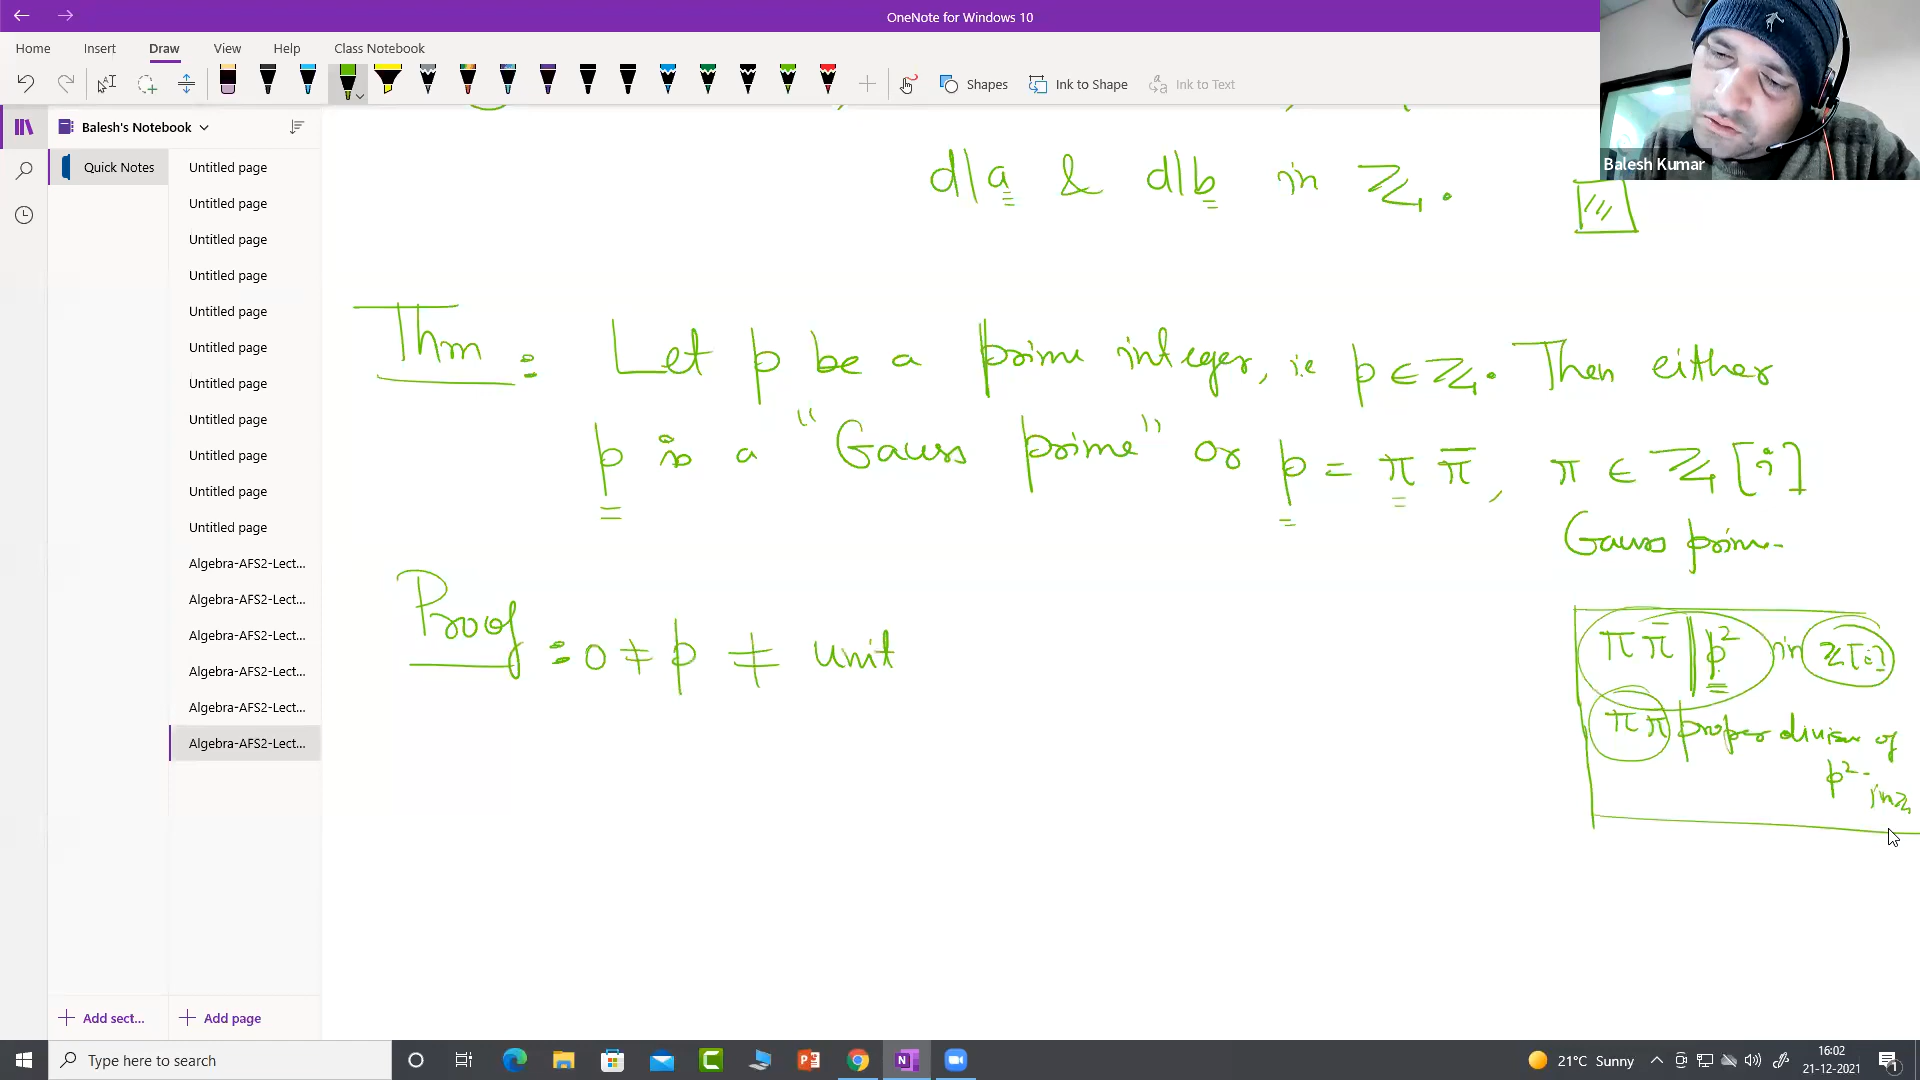 OneNote for Windows 10
Home Insert Draw View Help Class Notebook
Shapes Ink to Shape Ink to Text
Balesh's Notebook
Quick Notes
Untitled page
Untitled page
Untitled page
Untitled page
Untitled page
Untitled page
Untitled page
Untitled page
Untitled page
Untitled page
Untitled page
Algebra-AFS2-Lect...
Algebra-AFS2-Lect...
Algebra-AFS2-Lect...
Algebra-AFS2-Lect...
Algebra-AFS2-Lect...
Algebra-AFS2-Lect...
Add sect...
Add page
Balesh Kumar
d|a & d|b in ℤ.
Thm: Let p be a prime integer, ie p ∈ ℤ. Then either
p is a "Gauss prime" or p = π π̄, π ∈ ℤ[i]
Gauss prime.
Proof: 0 ≠ p ≠ unit
π π̄ || p² in ℤ[i]
π π̄ proper divisor of
p² in ℤ
Type here to search
21°C Sunny
16:02
21-12-2021
1